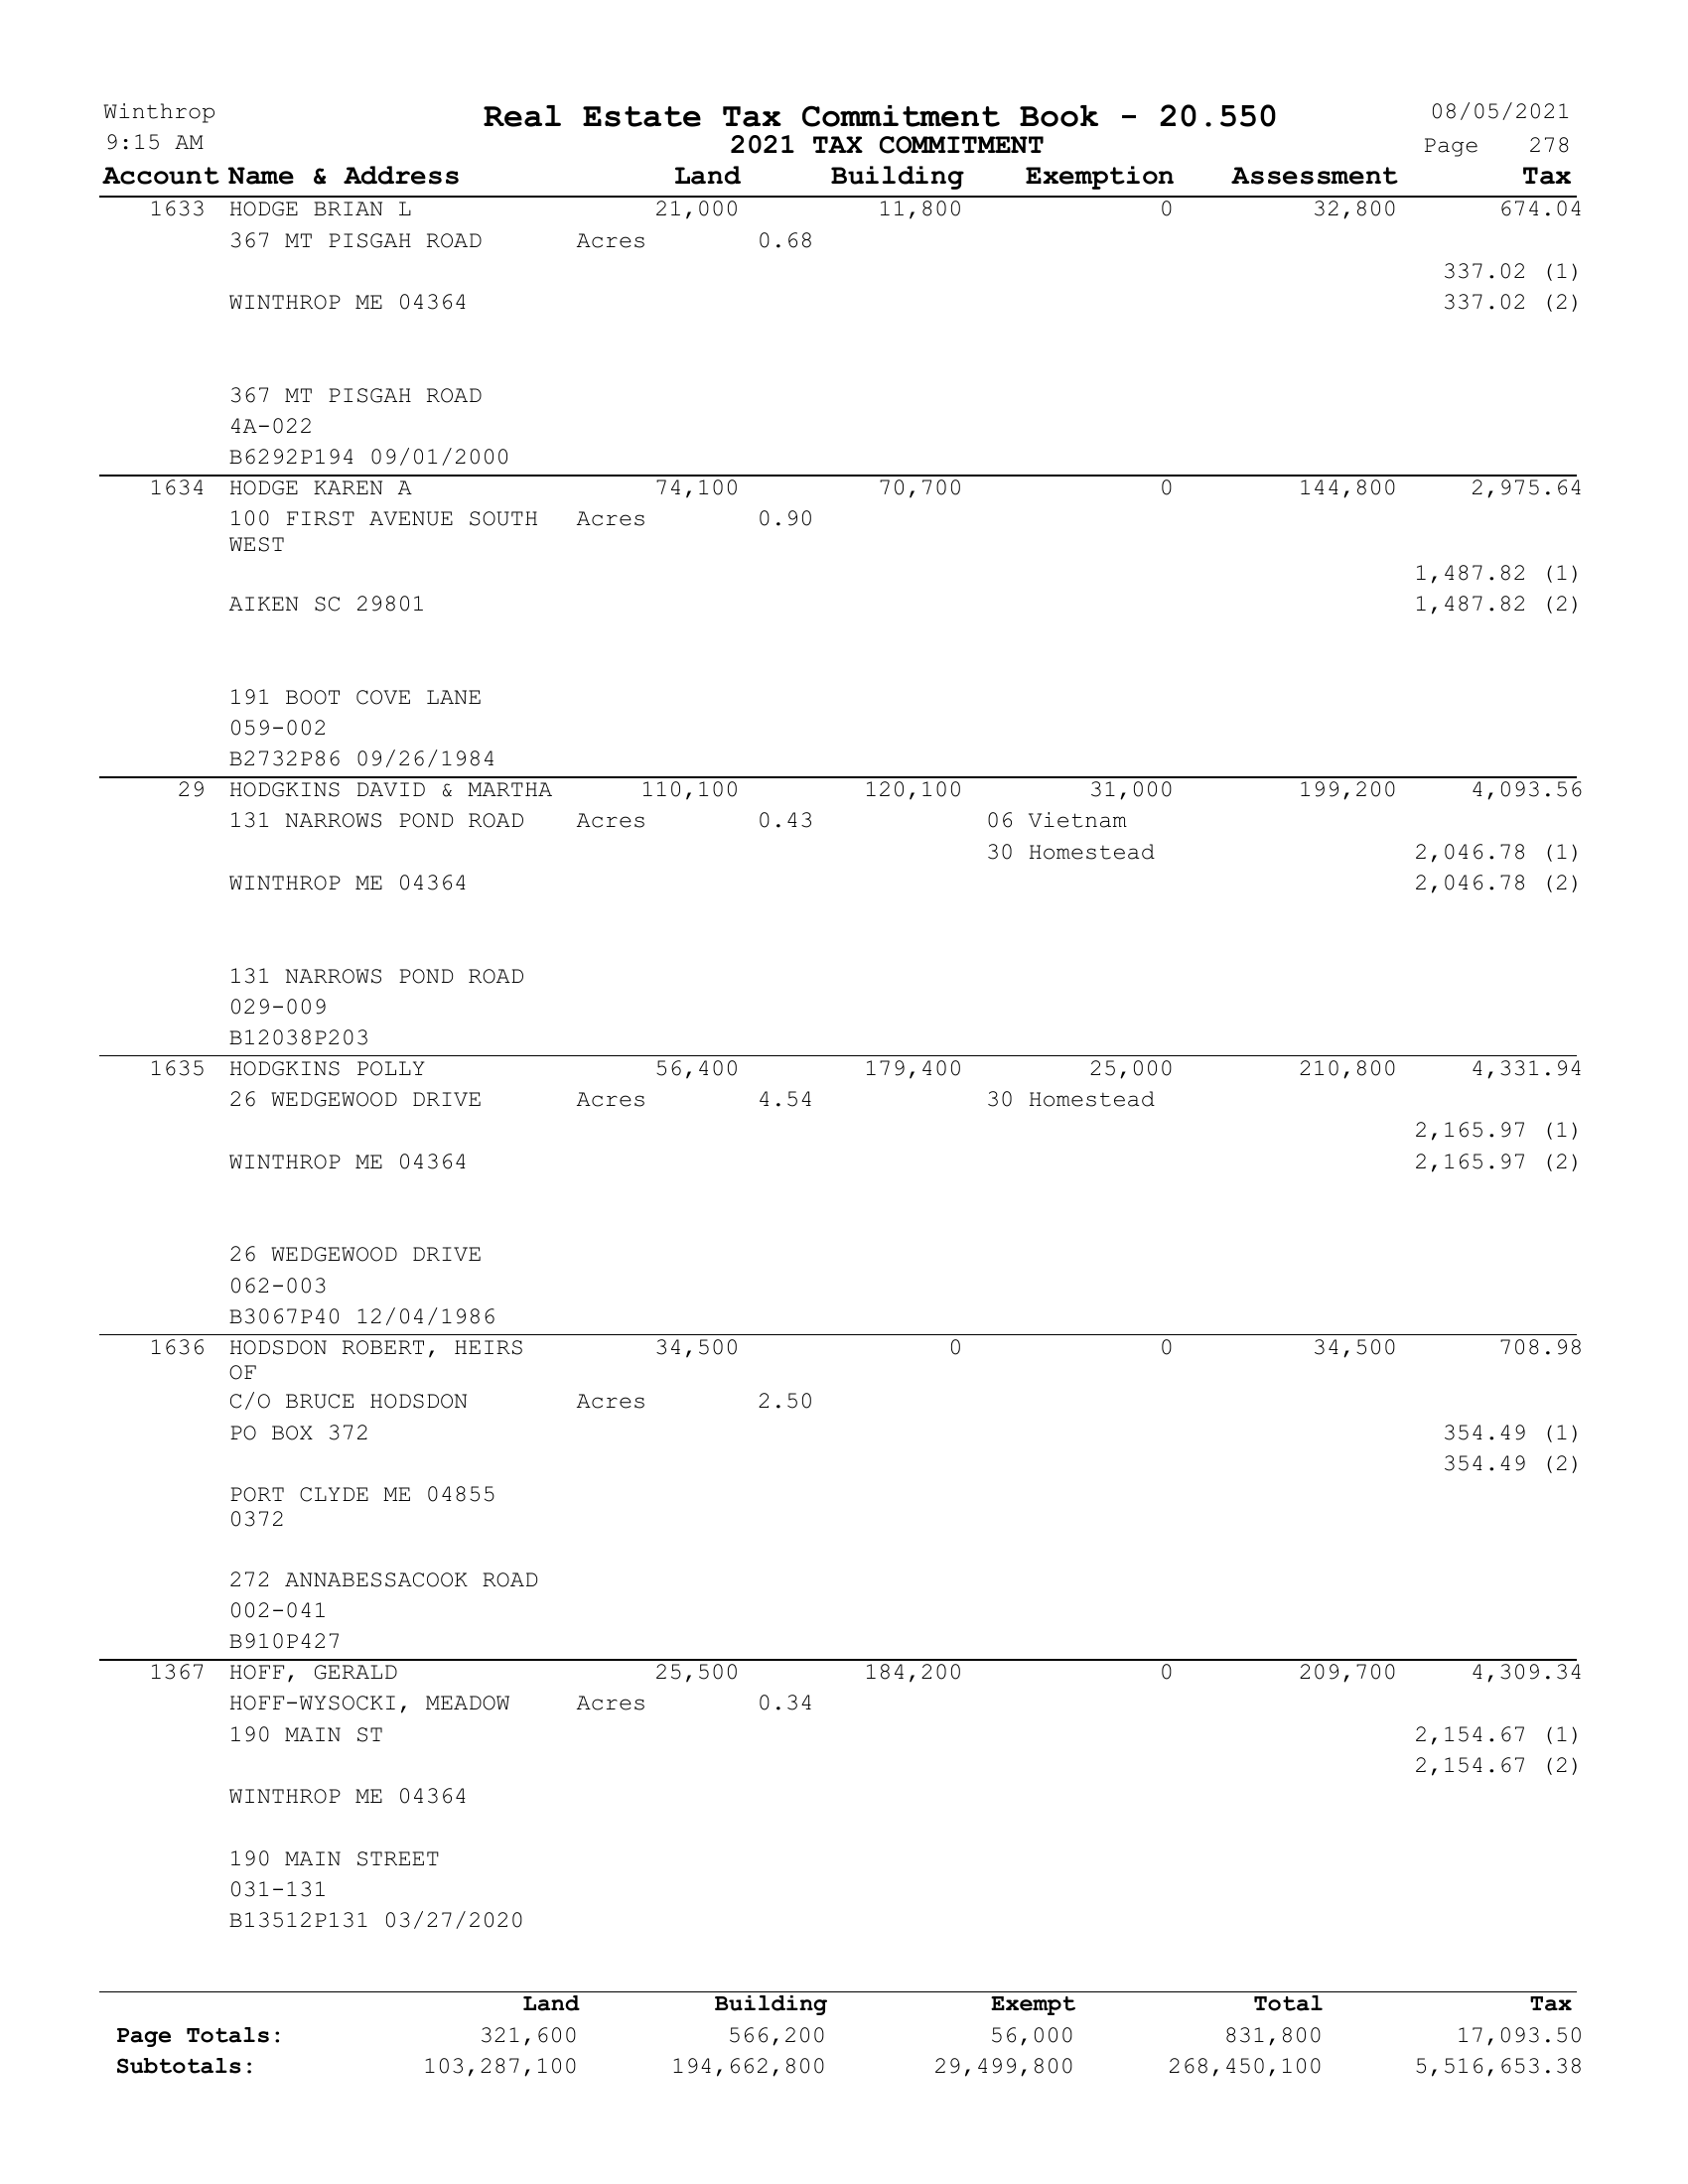 Winthrop Real Estate Tax Commitment Book - 20.550 08/05/2021
9:15 AM 2021 TAX COMMITMENT Page 278
Account Name & Address Land Building Exemption Assessment Tax
1633 HODGE BRIAN L 21,000 11,800 0 32,800 674.04
367 MT PISGAH ROAD Acres 0.68
337.02 (1)
WINTHROP ME 04364 337.02 (2)
367 MT PISGAH ROAD
4A-022
B6292P194 09/01/2000
1634 HODGE KAREN A 74,100 70,700 0 144,800 2,975.64
100 FIRST AVENUE SOUTH Acres 0.90
WEST
1,487.82 (1)
AIKEN SC 29801 1,487.82 (2)
191 BOOT COVE LANE
059-002
B2732P86 09/26/1984
29 HODGKINS DAVID & MARTHA 110,100 120,100 31,000 199,200 4,093.56
131 NARROWS POND ROAD Acres 0.43 06 Vietnam
30 Homestead 2,046.78 (1)
WINTHROP ME 04364 2,046.78 (2)
131 NARROWS POND ROAD
029-009
B12038P203
1635 HODGKINS POLLY 56,400 179,400 25,000 210,800 4,331.94
26 WEDGEWOOD DRIVE Acres 4.54 30 Homestead
2,165.97 (1)
WINTHROP ME 04364 2,165.97 (2)
26 WEDGEWOOD DRIVE
062-003
B3067P40 12/04/1986
1636 HODSDON ROBERT, HEIRS 34,500 0 0 34,500 708.98
OF
C/O BRUCE HODSDON Acres 2.50
PO BOX 372 354.49 (1)
354.49 (2)
PORT CLYDE ME 04855
0372
272 ANNABESSACOOK ROAD
002-041
B910P427
1367 HOFF, GERALD 25,500 184,200 0 209,700 4,309.34
HOFF-WYSOCKI, MEADOW Acres 0.34
190 MAIN ST 2,154.67 (1)
2,154.67 (2)
WINTHROP ME 04364
190 MAIN STREET
031-131
B13512P131 03/27/2020
Land Building Exempt Total Tax
Page Totals: 321,600 566,200 56,000 831,800 17,093.50
Subtotals: 103,287,100 194,662,800 29,499,800 268,450,100 5,516,653.38